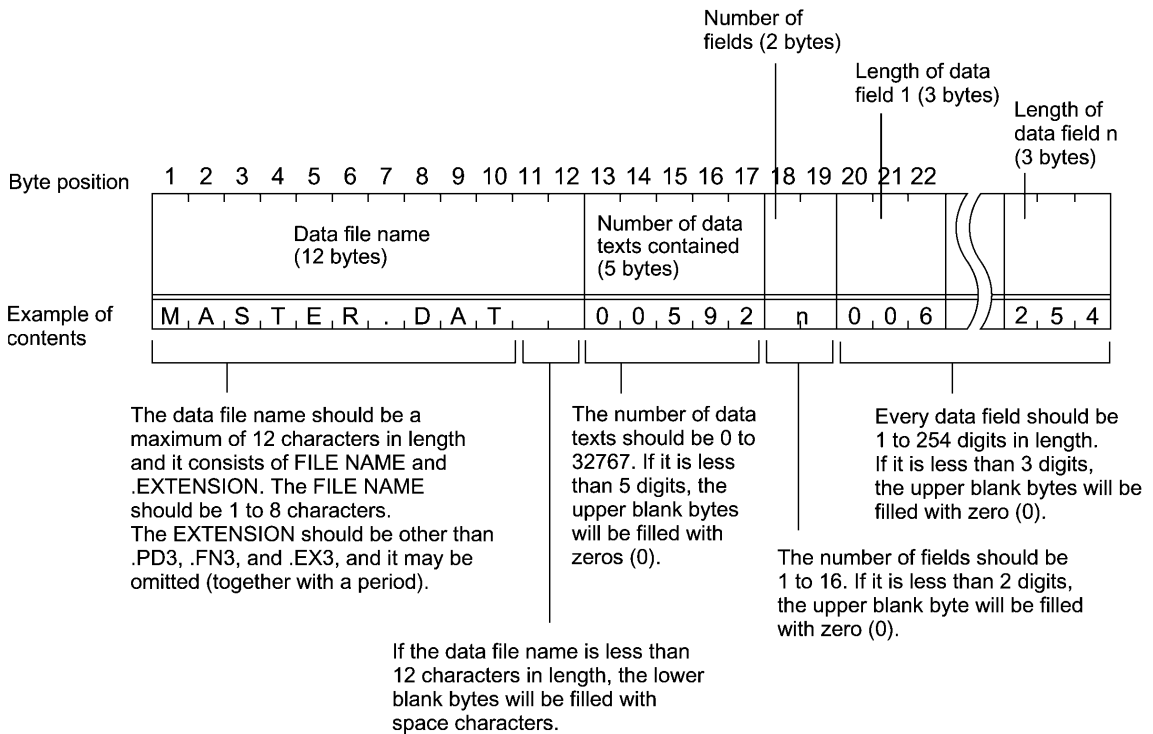 Number of
fields (2 bytes)
Length of data
field 1 (3 bytes)
Length of
data field n
(3 bytes)
Byte position 1 2 3 4 5 6 7 8 9 10 11 12 13 14 15 16 17 18 19 20 21 22
Data file name
(12 bytes)
Number of data
texts contained
(5 bytes)
Example of
contents
M A S T E R . D A T 0 0 5 9 2 n 0 0 6 2 5 4
The data file name should be a
maximum of 12 characters in length
and it consists of FILE NAME and
.EXTENSION. The FILE NAME
should be 1 to 8 characters.
The EXTENSION should be other than
.PD3, .FN3, and .EX3, and it may be
omitted (together with a period).
If the data file name is less than
12 characters in length, the lower
blank bytes will be filled with
space characters.
The number of data
texts should be 0 to
32767. If it is less
than 5 digits, the
upper blank bytes
will be filled with
zeros (0).
The number of fields should be
1 to 16. If it is less than 2 digits,
the upper blank byte will be filled
with zero (0).
Every data field should be
1 to 254 digits in length.
If it is less than 3 digits,
the upper blank bytes will be
filled with zero (0).